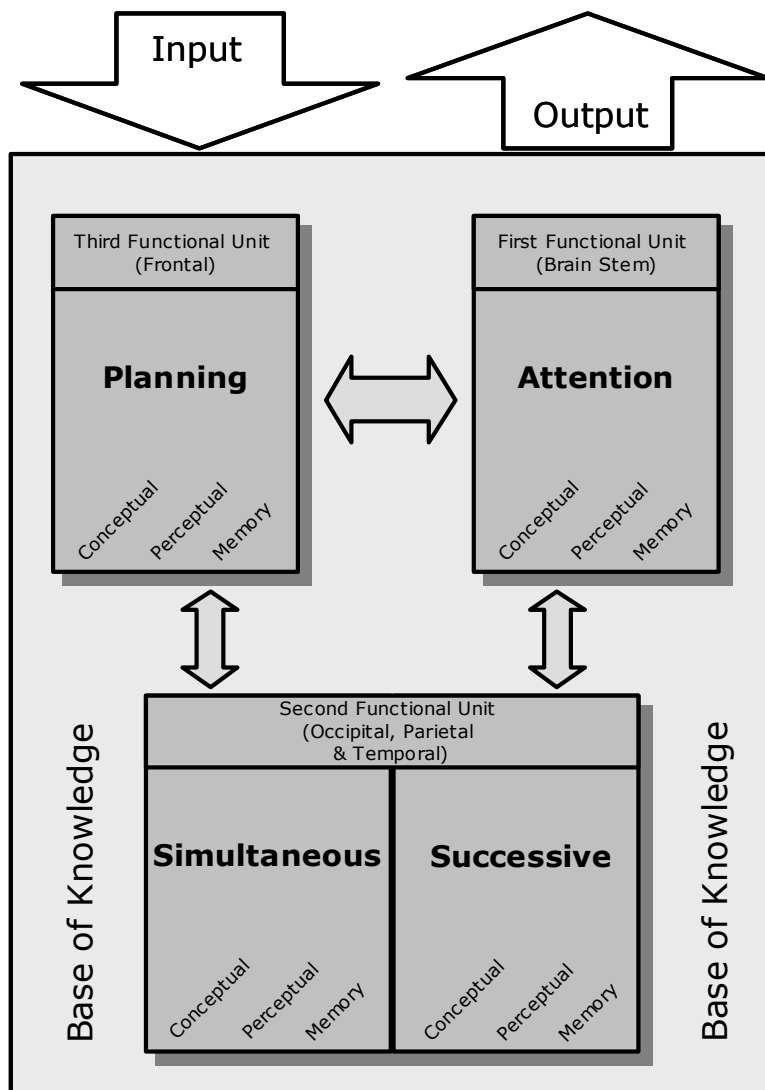 Input
Output
Third Functional Unit
(Frontal)
Planning
Conceptual
Perceptual
Memory
First Functional Unit
(Brain Stem)
Attention
Conceptual
Perceptual
Memory
Second Functional Unit
(Occipital, Parietal
& Temporal)
Simultaneous
Conceptual
Perceptual
Memory
Successive
Conceptual
Perceptual
Memory
Base of Knowledge
Base of Knowledge